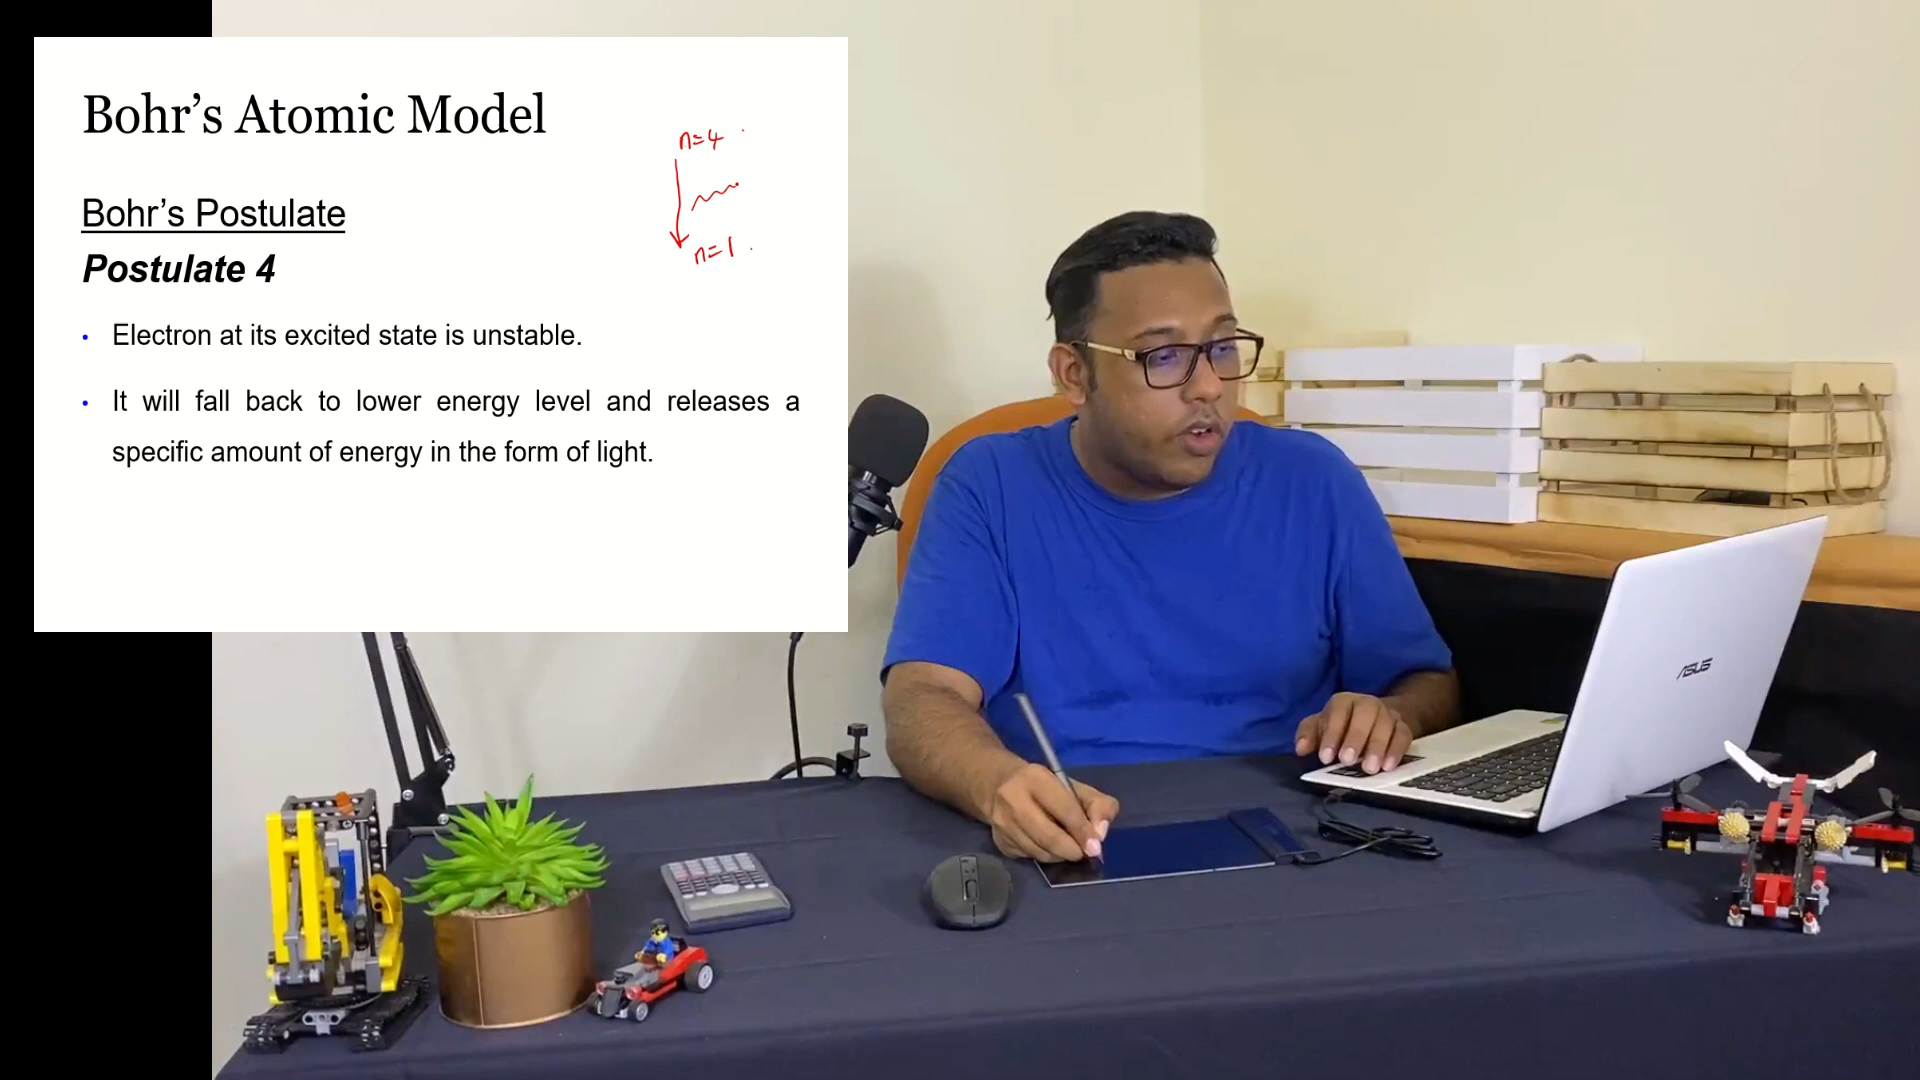 Bohr’s Atomic Model
n=4
n=1
Bohr’s Postulate
Postulate 4
• Electron at its excited state is unstable.
• It will fall back to lower energy level and releases a
specific amount of energy in the form of light.
ASUS